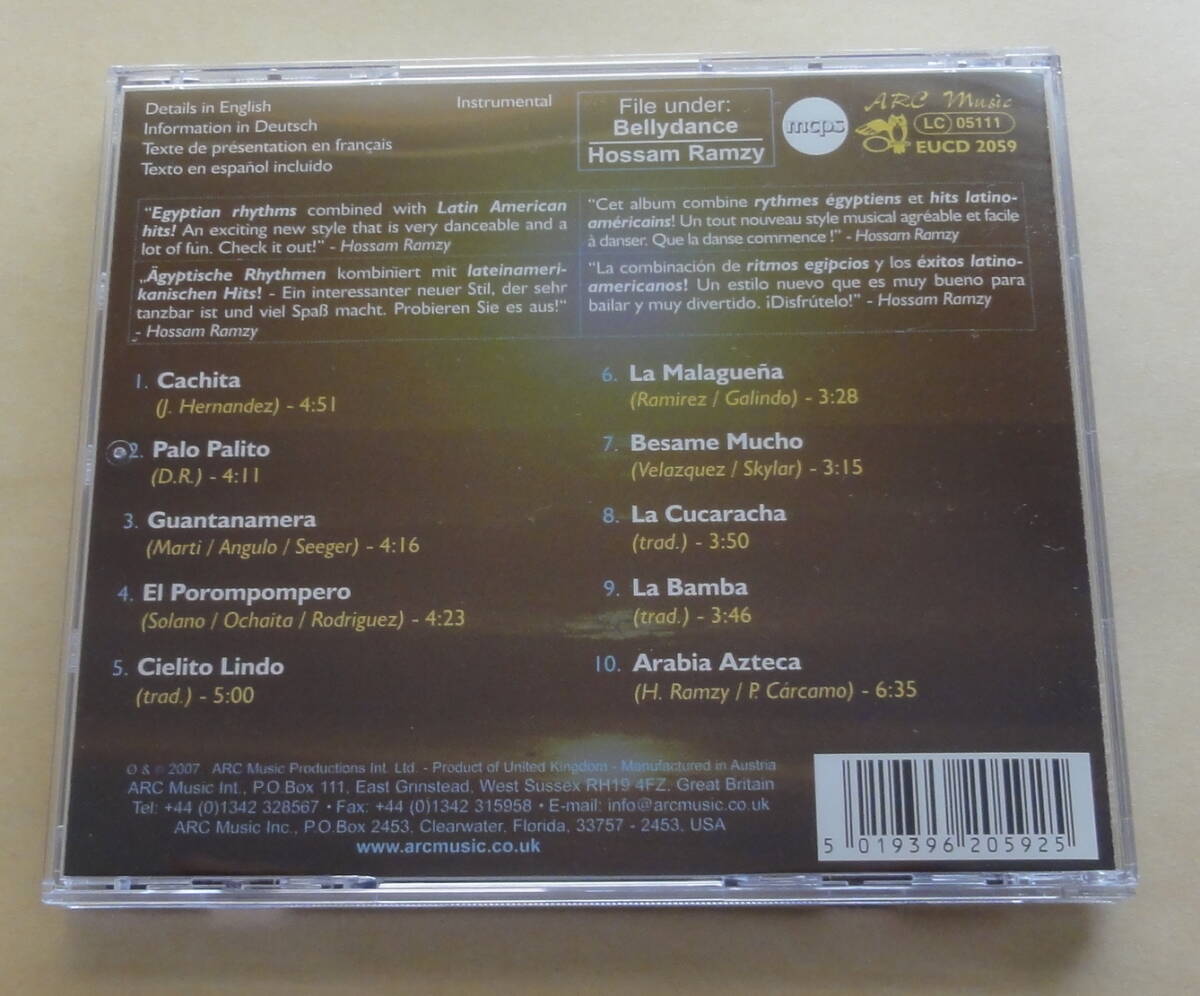 Details in English
Information in Deutsch
Texte de présentation en français
Texto en español incluido
Instrumental
File under:
Bellydance
Hossam Ramzy
mcps
ARC Music
LC 05111
EUCD 2059
"Egyptian rhythms combined with Latin American
hits! An exciting new style that is very danceable and a
lot of fun. Check it out!" - Hossam Ramzy
„Ägyptische Rhythmen kombiniert mit lateinameri-
kanischen Hits! - Ein interessanter neuer Stil, der sehr
tanzbar ist und viel Spaß macht. Probieren Sie es aus!"
- Hossam Ramzy
"Cet album combine rythmes égyptiens et hits latino-
américains! Un tout nouveau style musical agréable et facile
à danser. Que la danse commence !" - Hossam Ramzy
"La combinación de ritmos egipcios y los éxitos latino-
americanos! Un estilo nuevo que es muy bueno para
bailar y muy divertido. ¡Disfrútelo!" - Hossam Ramzy
1. Cachita
(J. Hernandez) - 4:51
2. Palo Palito
(D.R.) - 4:11
3. Guantanamera
(Marti / Angulo / Seeger) - 4:16
4. El Porompompero
(Solano / Ochaita / Rodriguez) - 4:23
5. Cielito Lindo
(trad.) - 5:00
6. La Malagueña
(Ramirez / Galindo) - 3:28
7. Besame Mucho
(Velazquez / Skylar) - 3:15
8. La Cucaracha
(trad.) - 3:50
9. La Bamba
(trad.) - 3:46
10. Arabia Azteca
(H. Ramzy / P. Cárcamo) - 6:35
℗ & © 2007 ARC Music Productions Int. Ltd. - Product of United Kingdom - Manufactured in Austria
ARC Music Int., P.O.Box 111, East Grinstead, West Sussex RH19 4FZ, Great Britain
Tel: +44 (0)1342 328567 • Fax: +44 (0)1342 315958 • E-mail: info@arcmusic.co.uk
ARC Music Inc., P.O.Box 2453, Clearwater, Florida, 33757 - 2453, USA
www.arcmusic.co.uk
5 019396 205925